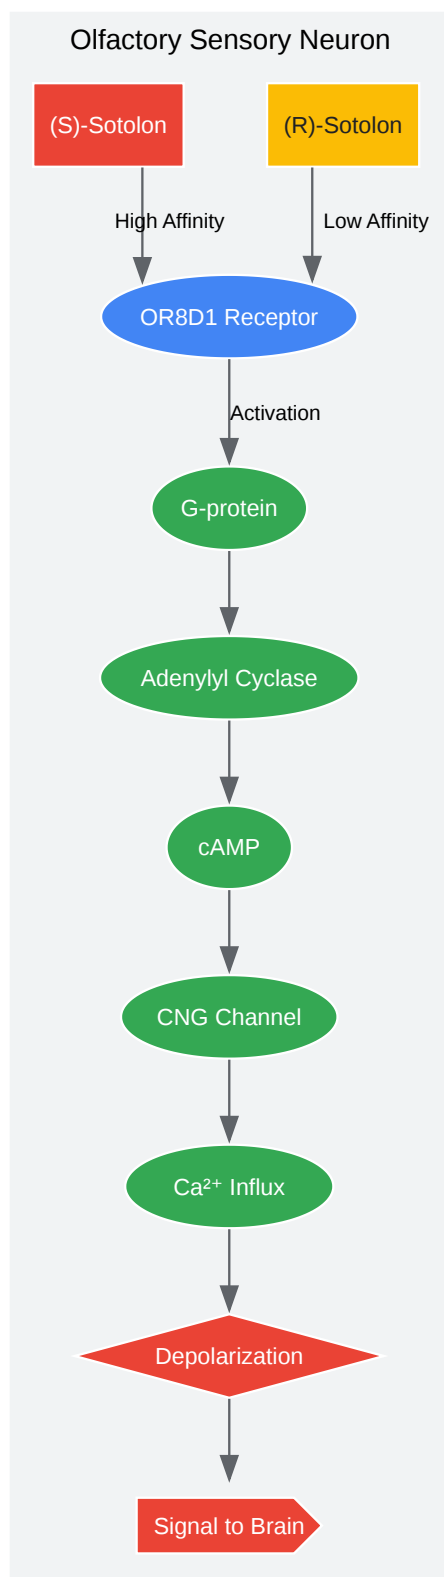 Olfactory Sensory Neuron
(S)-Sotolon
(R)-Sotolon
High Affinity
Low Affinity
OR8D1 Receptor
Activation
G-protein
Adenylyl Cyclase
cAMP
CNG Channel
Ca²⁺ Influx
Depolarization
Signal to Brain